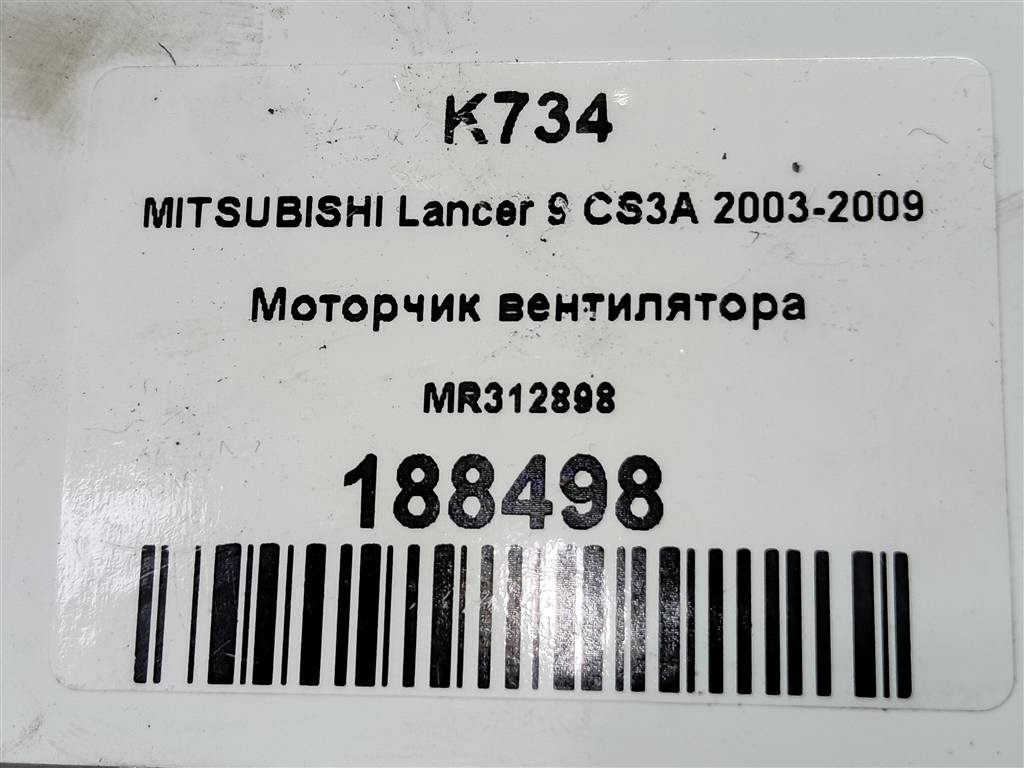 K734
MITSUBISHI Lancer 9 CS3A 2003-2009
Моторчик вентилятора
MR312898
188498